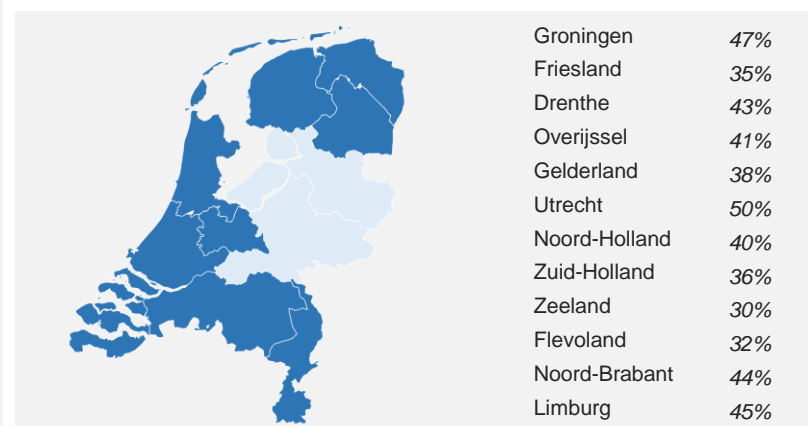 Groningen 47%
Friesland 35%
Drenthe 43%
Overijssel 41%
Gelderland 38%
Utrecht 50%
Noord-Holland 40%
Zuid-Holland 36%
Zeeland 30%
Flevoland 32%
Noord-Brabant 44%
Limburg 45%